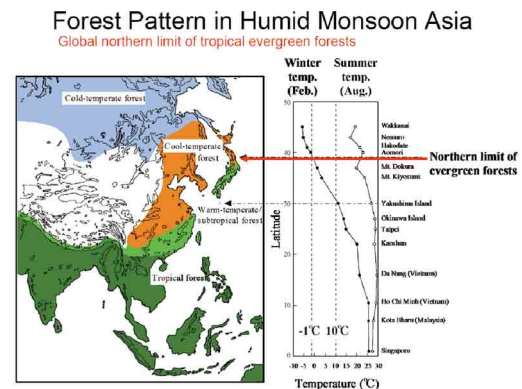 Forest Pattern in Humid Monsoon Asia
Global northern limit of tropical evergreen forests
Cold-temperate forest
Cool-temperate
forest
Warm-temperate/
subtropical forest
Tropical forest
Winter
temp.
(Feb.)
Summer
temp.
(Aug.)
Latitude
50
40
30
20
10
0
-1°C 10°C
-10 -5 0 5 10 15 20 25 30
Temperature (°C)
Wakkanai
Nemuro
Hakodate
Aomori
Mt. Kiyosumi
Yakushima Island
Okinawa Island
Taipei
Da Nang (Vietnam)
Ho Chi Minh (Vietnam)
Kota Bharu (Malaysia)
Singapore
Northern limit of
evergreen forests